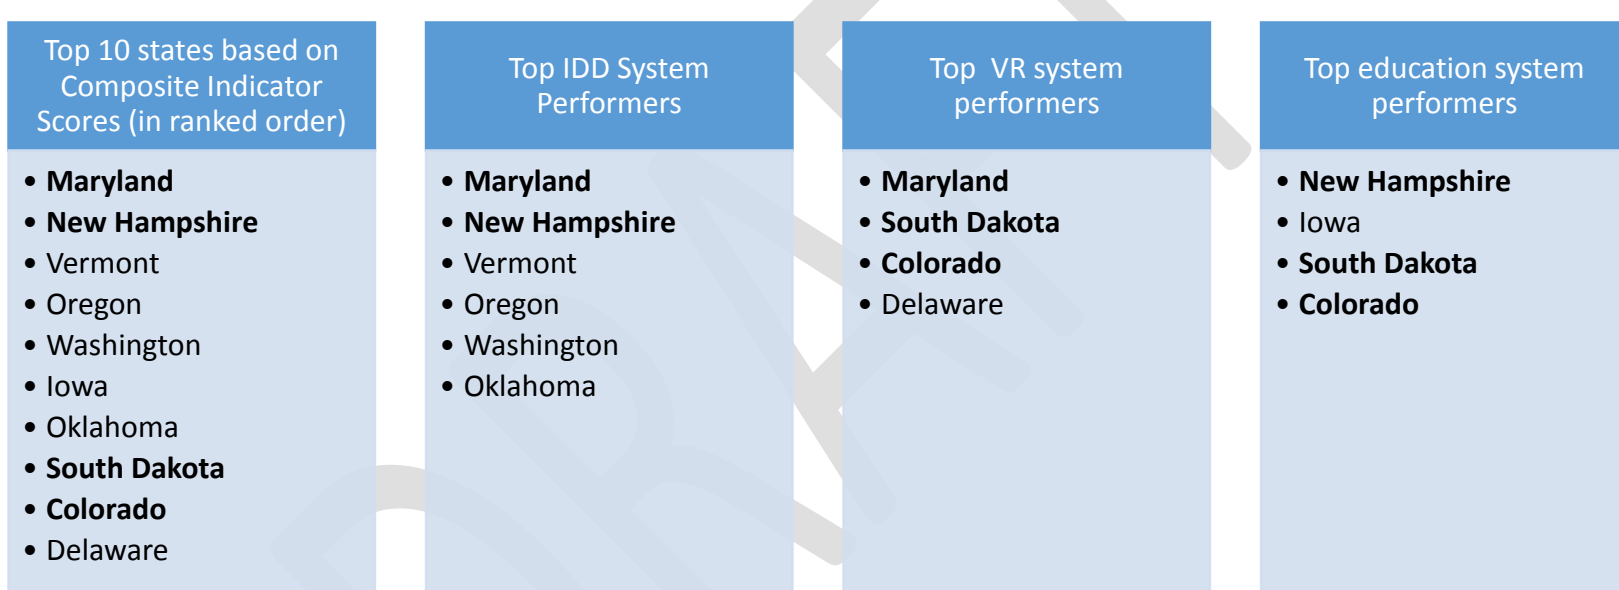 Top 10 states based on
Composite Indicator
Scores (in ranked order)
• Maryland
• New Hampshire
• Vermont
• Oregon
• Washington
• Iowa
• Oklahoma
• South Dakota
• Colorado
• Delaware
Top IDD System
Performers
• Maryland
• New Hampshire
• Vermont
• Oregon
• Washington
• Oklahoma
Top VR system
performers
• Maryland
• South Dakota
• Colorado
• Delaware
Top education system
performers
• New Hampshire
• Iowa
• South Dakota
• Colorado